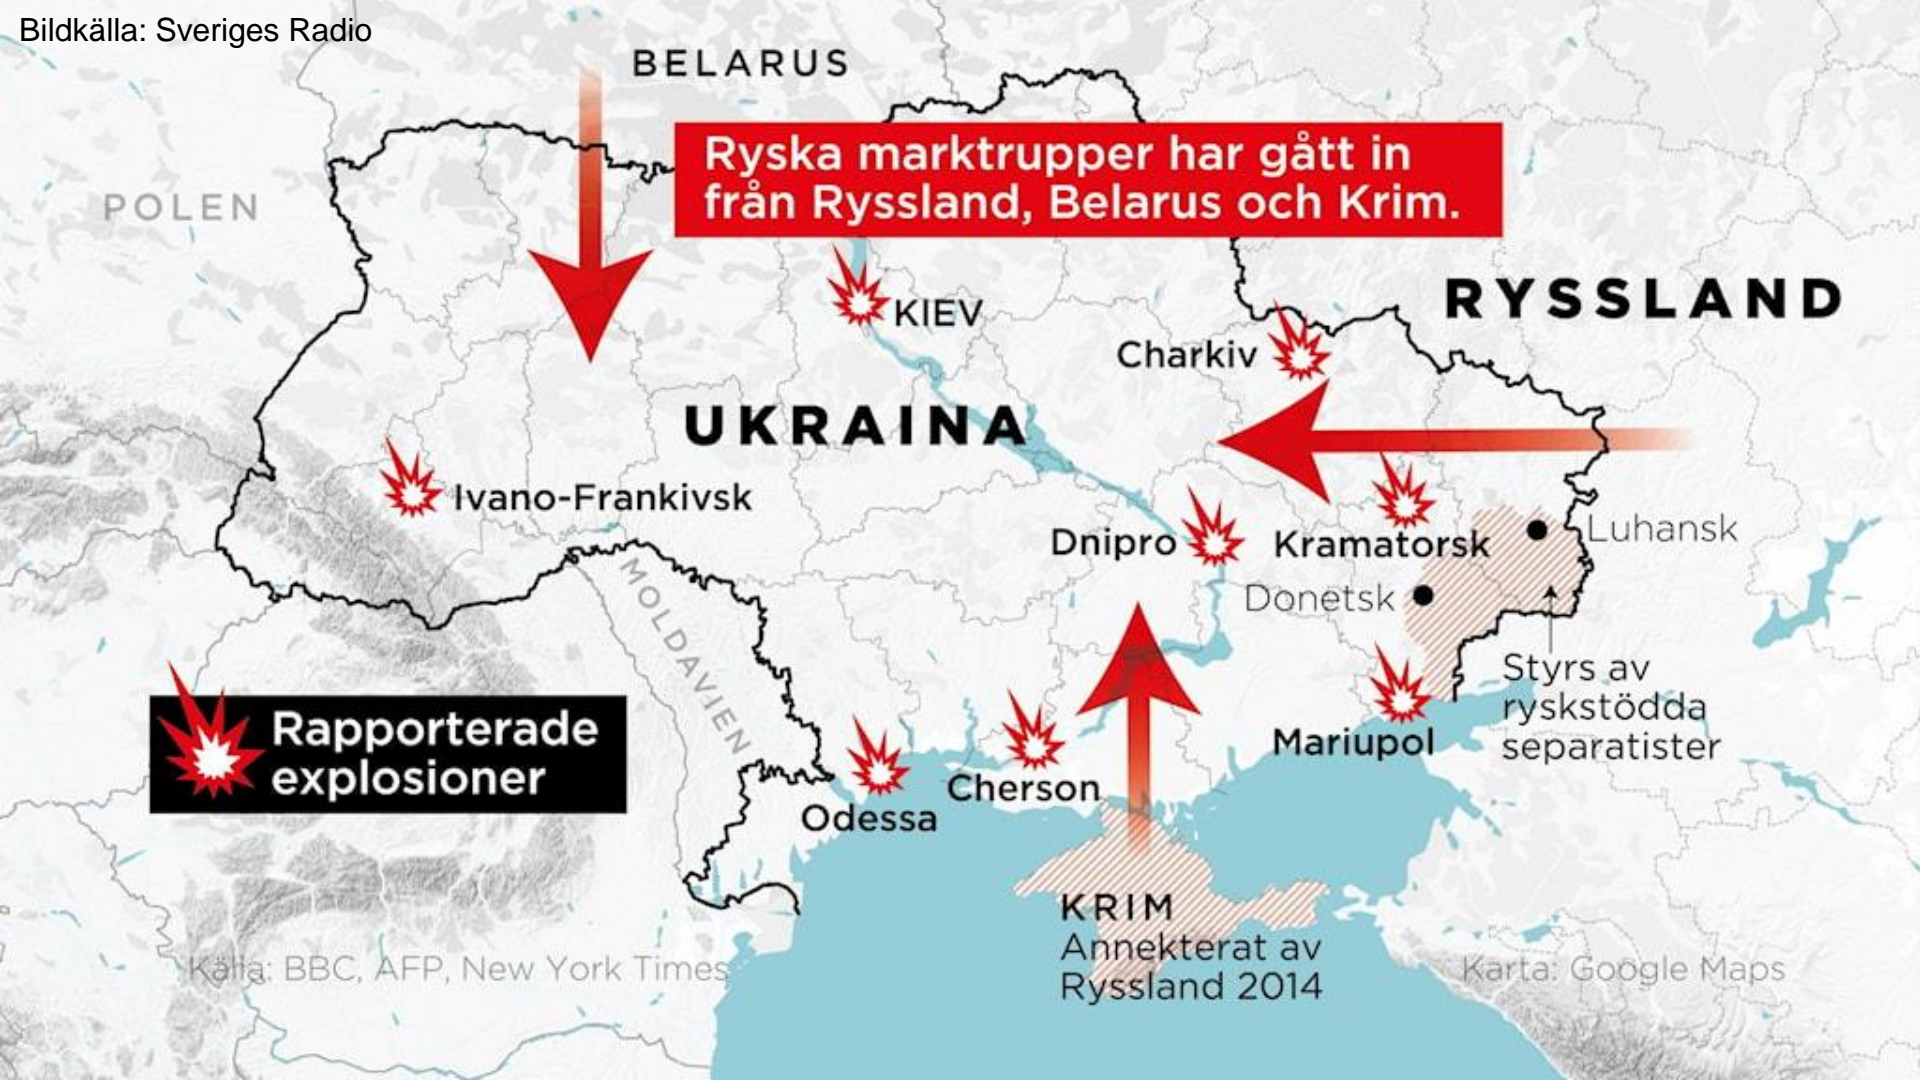 Bildkälla: Sveriges Radio
BELARUS
Ryska marktrupper har gått in
från Ryssland, Belarus och Krim.
POLEN
RYSSLAND
KIEV
Charkiv
UKRAINA
Ivano-Frankivsk
Dnipro
Kramatorsk
Luhansk
Donetsk
MOLDAVIEN
Styrs av
ryskstödda
separatister
Rapporterade
explosioner
Mariupol
Cherson
Odessa
KRIM
Annekterat av
Ryssland 2014
Källa: BBC, AFP, New York Times
Karta: Google Maps